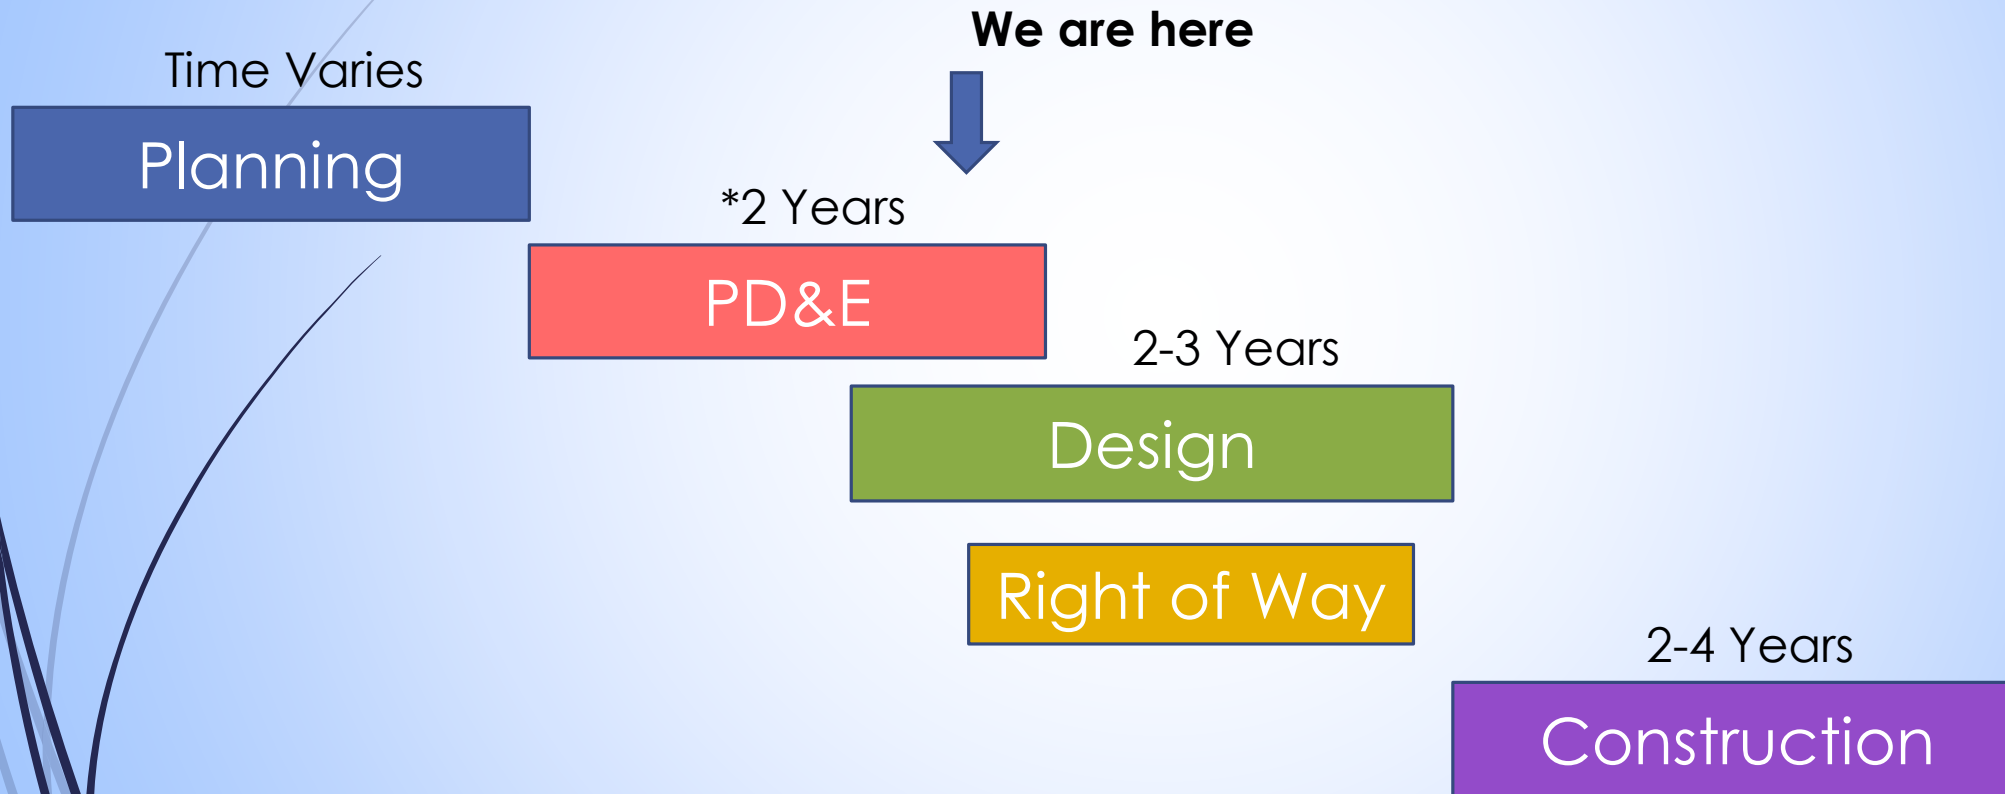 We are here
Time Varies
Planning
*2 Years
PD&E
2-3 Years
Design
Right of Way
2-4 Years
Construction